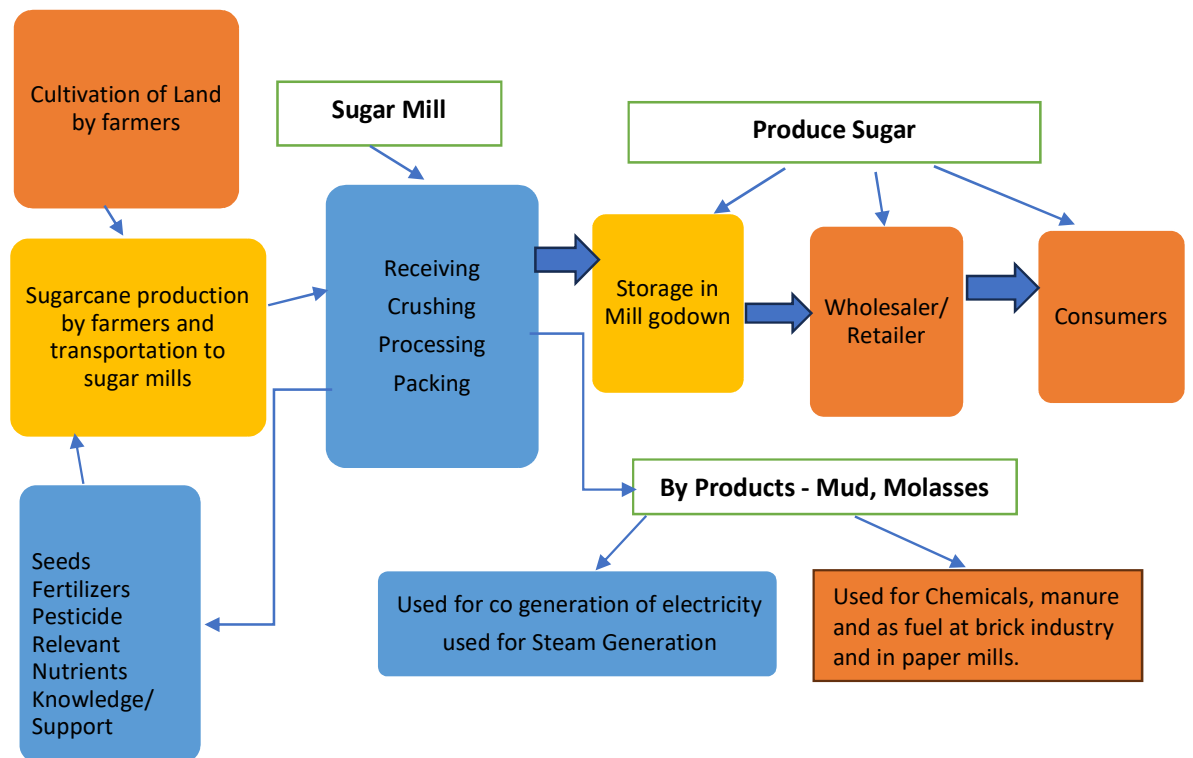 Cultivation of Land
by farmers
Sugar Mill
Produce Sugar
Sugarcane production
by farmers and
transportation to
sugar mills
Receiving
Crushing
Processing
Packing
Storage in
Mill godown
Wholesaler/
Retailer
Consumers
By Products - Mud, Molasses
Seeds
Fertilizers
Pesticide
Relevant
Nutrients
Knowledge/
Support
Used for co generation of electricity
used for Steam Generation
Used for Chemicals, manure
and as fuel at brick industry
and in paper mills.